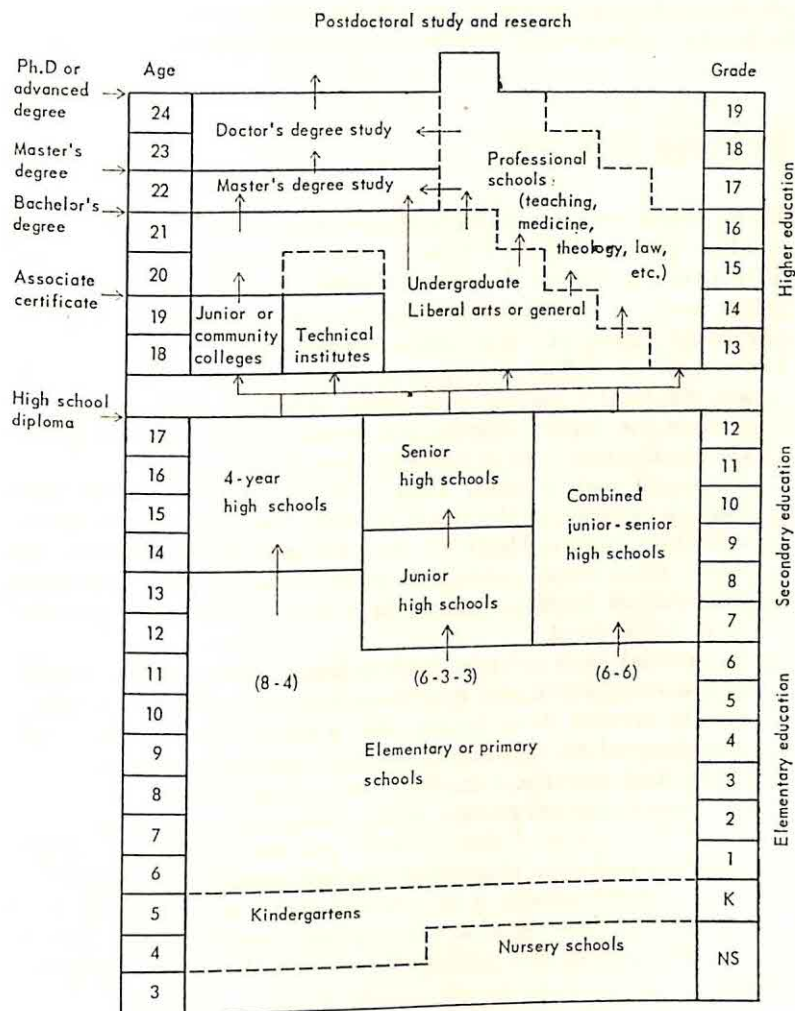 Postdoctoral study and research
Ph.D or
advanced
degree
Age
Grade
24
19
Doctor's degree study
23
18
Master's
degree
Professional
schools:
(teaching,
medicine,
theology, law,
etc.)
22
Master's degree study
17
Bachelor's
degree
21
16
20
15
Higher education
Associate
certificate
Undergraduate
Liberal arts or general
19
Junior or
community
colleges
Technical
institutes
14
18
13
High school
diploma
17
12
4-year
high schools
Senior
high schools
16
11
Combined
junior-senior
high schools
15
10
14
9
Secondary education
13
Junior
high schools
8
12
7
11
(8-4)
(6-3-3)
(6-6)
6
10
5
9
Elementary or primary
schools
4
8
3
Elementary education
7
2
6
1
5
Kindergartens
K
4
Nursery schools
NS
3